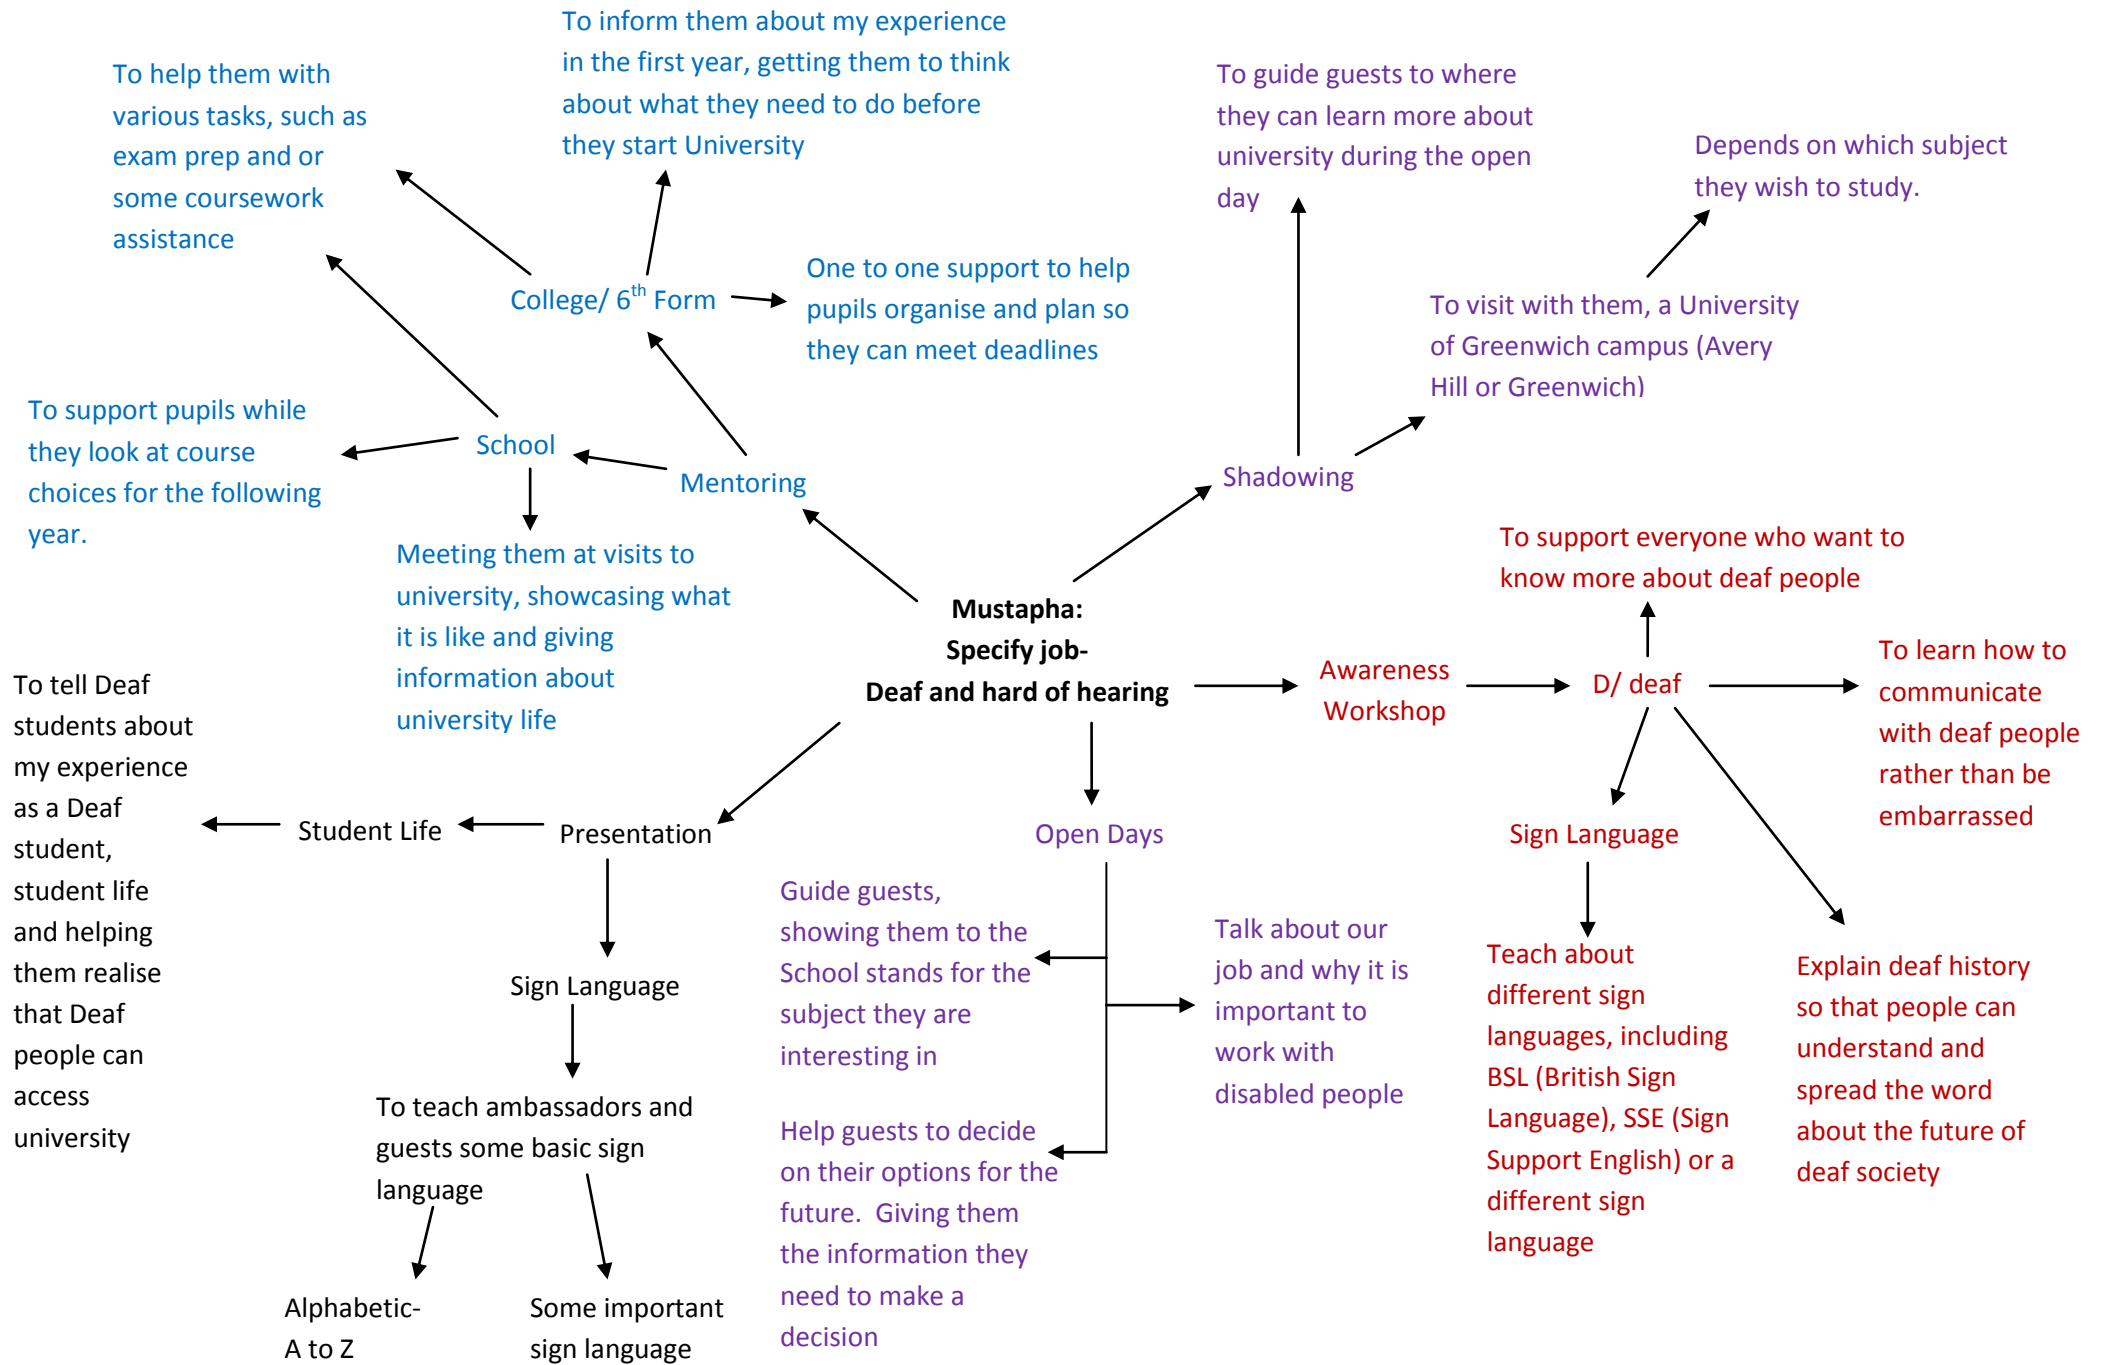 To inform them about my experience
in the first year, getting them to think
about what they need to do before
they start University
To help them with
various tasks, such as
exam prep and or
some coursework
assistance
To guide guests to where
they can learn more about
university during the open
day
Depends on which subject
they wish to study.
College/ 6th Form
One to one support to help
pupils organise and plan so
they can meet deadlines
To visit with them, a University
of Greenwich campus (Avery
Hill or Greenwich)
To support pupils while
they look at course
choices for the following
year.
School
Mentoring
Shadowing
Meeting them at visits to
university, showcasing what
it is like and giving
information about
university life
To support everyone who want to
know more about deaf people
Mustapha:
Specify job-
Deaf and hard of hearing
Awareness
Workshop
D/ deaf
To learn how to
communicate
with deaf people
rather than be
embarrassed
To tell Deaf
students about
my experience
as a Deaf
student,
student life
and helping
them realise
that Deaf
people can
access
university
Student Life
Presentation
Open Days
Sign Language
Guide guests,
showing them to the
School stands for the
subject they are
interesting in
Talk about our
job and why it is
important to
work with
disabled people
Teach about
different sign
languages, including
BSL (British Sign
Language), SSE (Sign
Support English) or a
different sign
language
Explain deaf history
so that people can
understand and
spread the word
about the future of
deaf society
Sign Language
To teach ambassadors and
guests some basic sign
language
Help guests to decide
on their options for the
future.  Giving them
the information they
need to make a
decision
Alphabetic-
A to Z
Some important
sign language